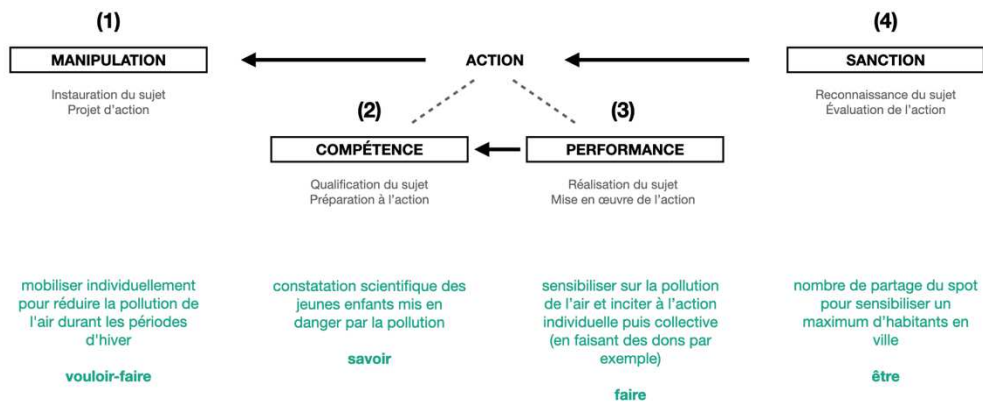 (1)
MANIPULATION
Instauration du sujet
Projet d'action
ACTION
(4)
SANCTION
Reconnaissance du sujet
Évaluation de l'action
(2)
COMPÉTENCE
Qualification du sujet
Préparation à l'action
(3)
PERFORMANCE
Réalisation du sujet
Mise en œuvre de l'action
mobiliser individuellement
pour réduire la pollution de
l'air durant les périodes
d'hiver
vouloir-faire
constatation scientifique des
jeunes enfants mis en
danger par la pollution
savoir
sensibiliser sur la pollution
de l'air et inciter à l'action
individuelle puis collective
(en faisant des dons par
exemple)
faire
nombre de partage du spot
pour sensibiliser un
maximum d'habitants en
ville
être